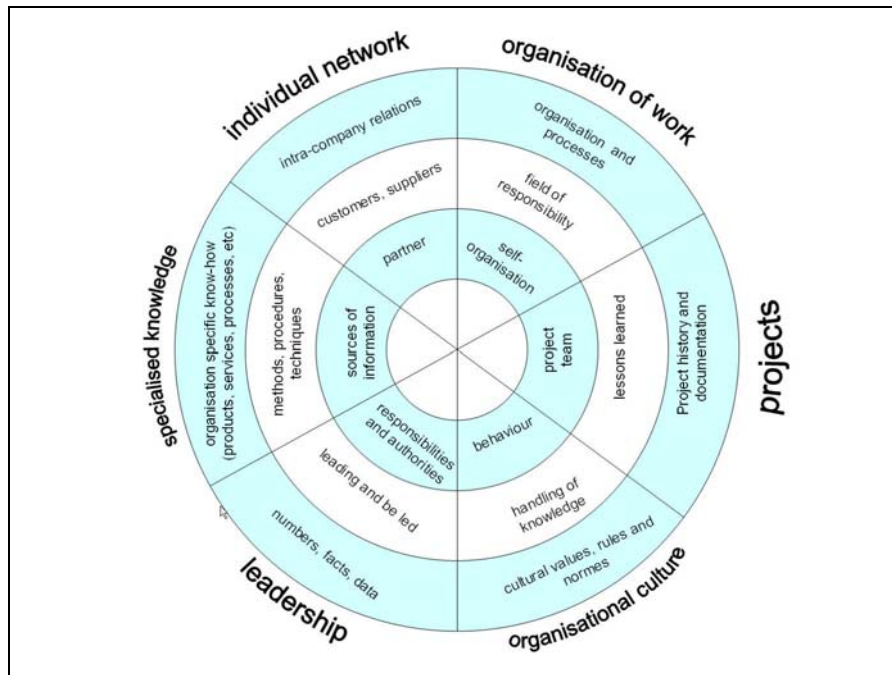 individual network
intra-company relations
customers, suppliers
partner
organisation of work
organisation and
processes
field of
responsibility
self-
organisation
projects
Project history and
documentation
lessons learned
project
team
organisational culture
cultural values, rules and
normes
handling of
knowledge
behaviour
leadership
numbers, facts, data
leading and be led
responsibilities
and authorities
specialised knowledge
organisation specific know-how
(products, services, processes, etc)
methods, procedures,
techniques
sources of
information